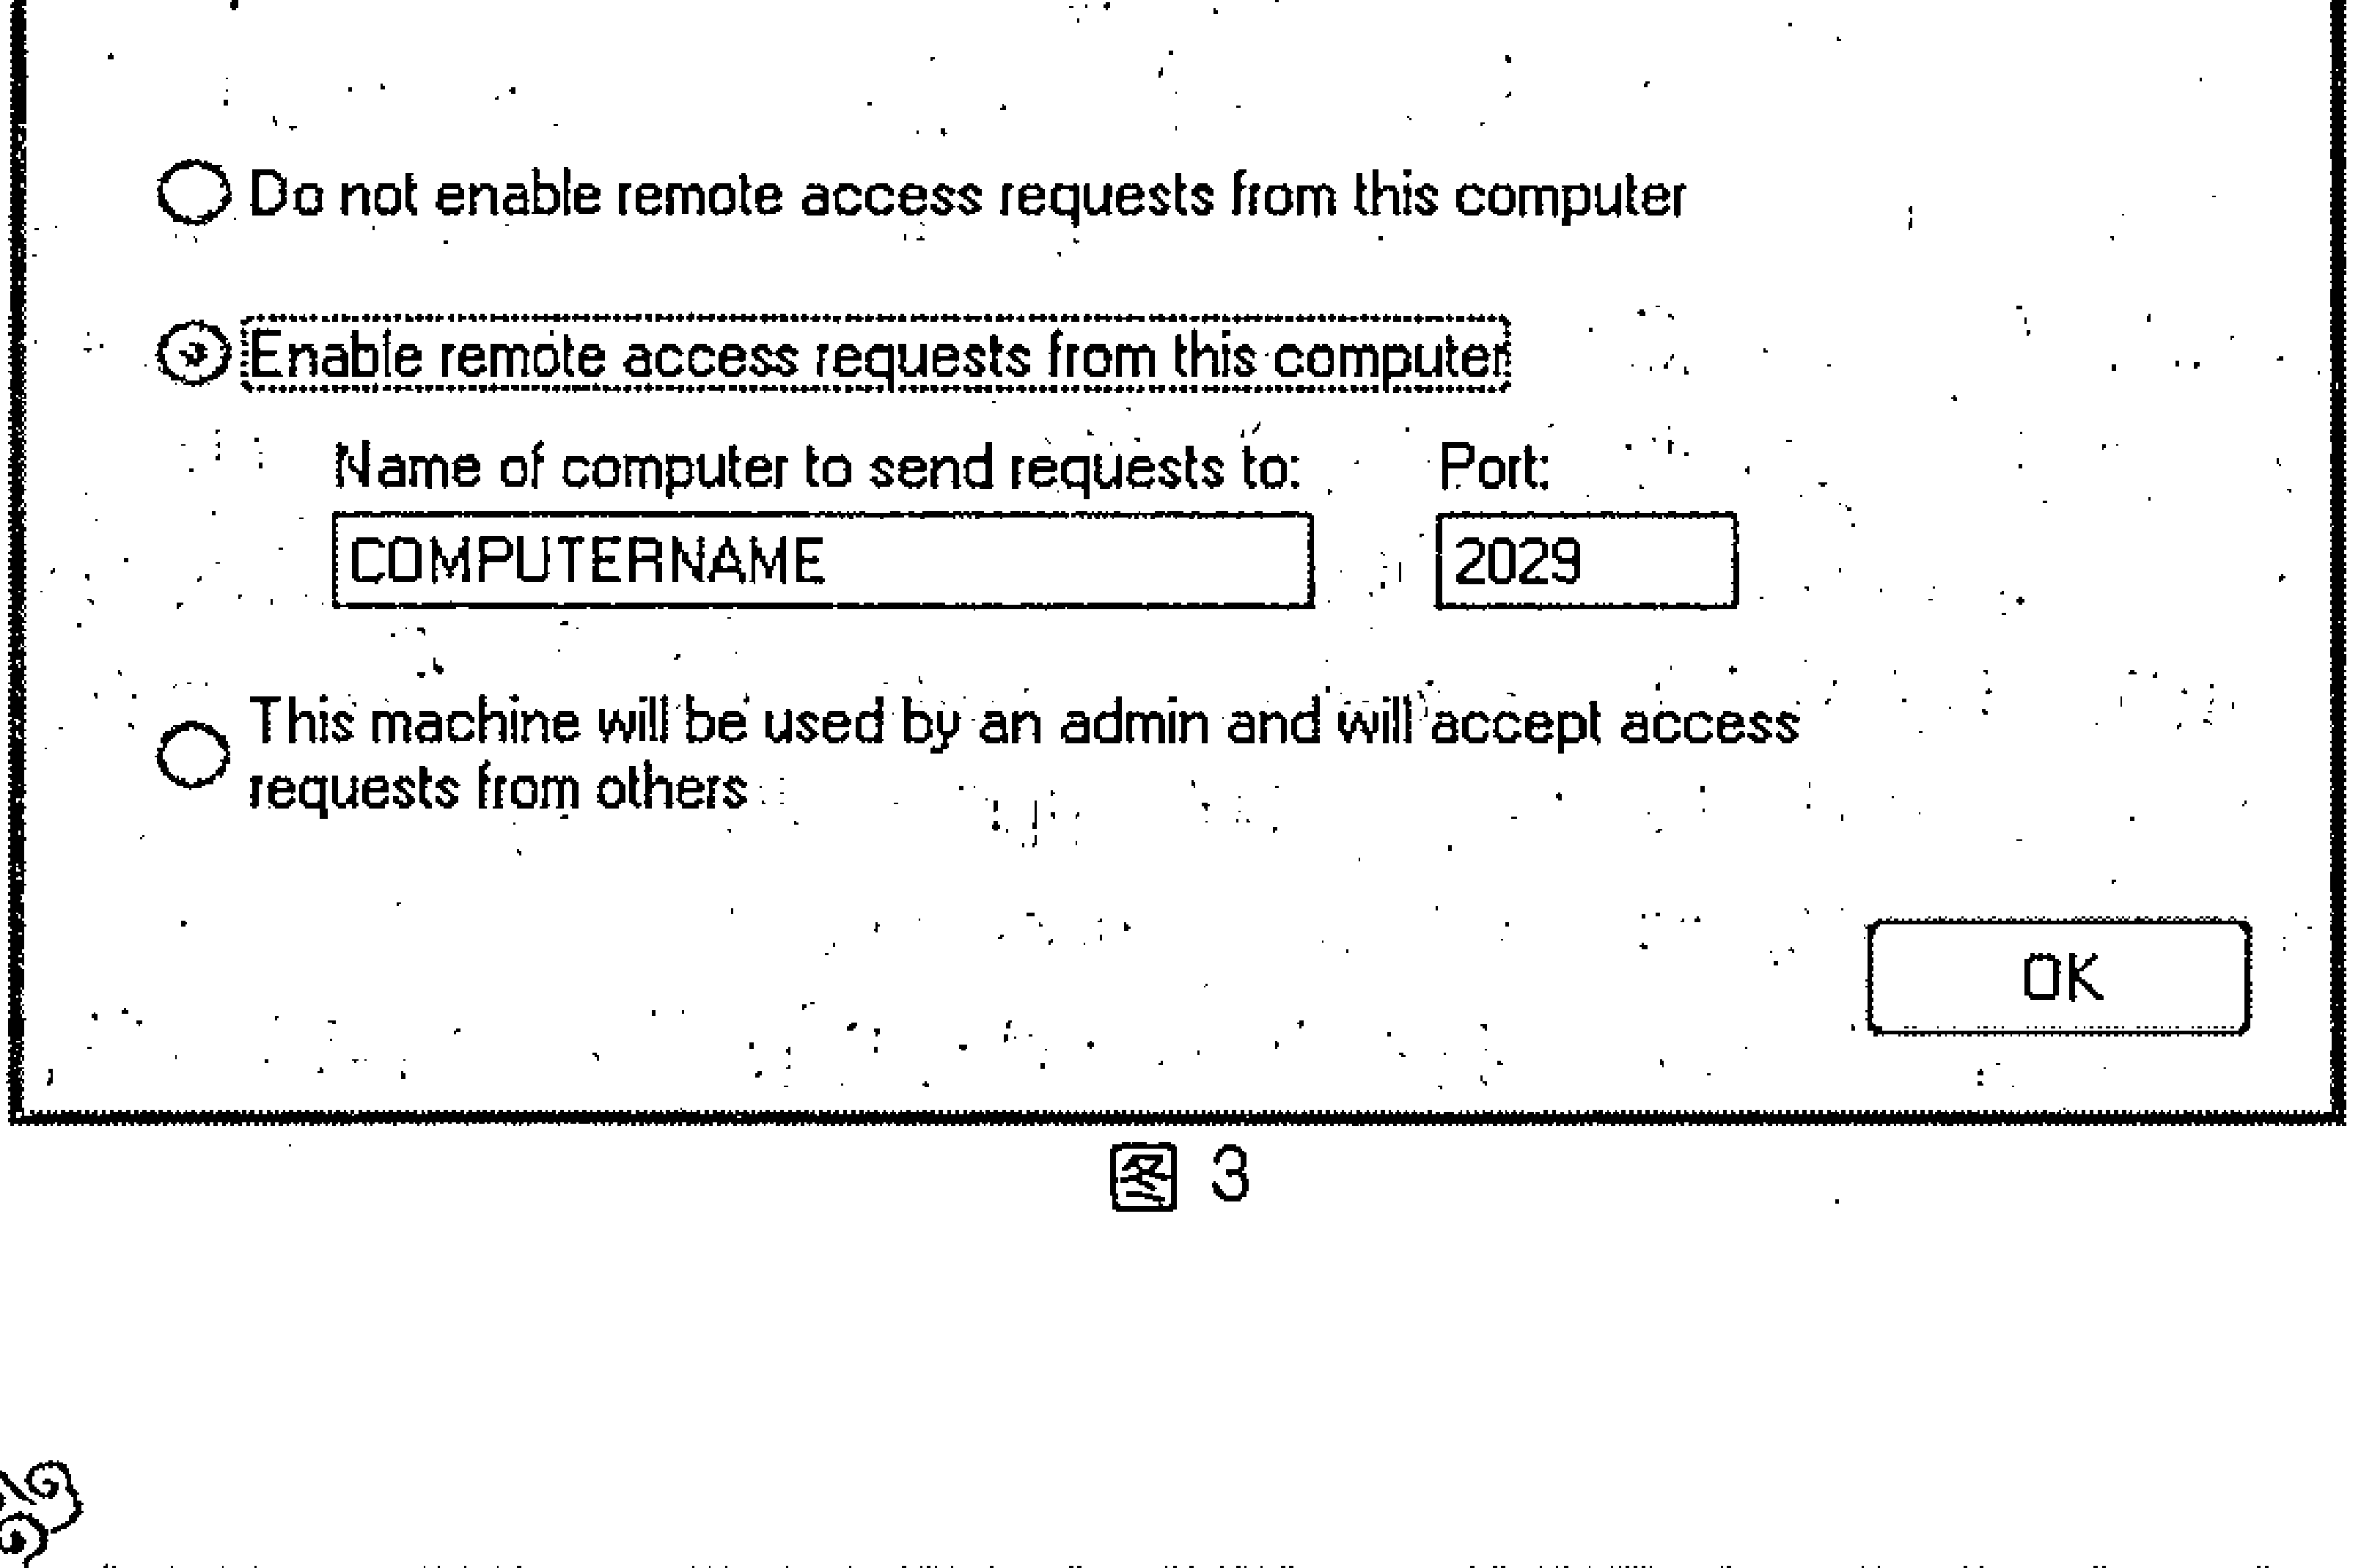 Do not enable remote access requests from this computer
Enable remote access requests from this computer
Name of computer to send requests to: Port:
COMPUTERNAME 2029
This machine will be used by an admin and will accept access
requests from others
OK
图 3